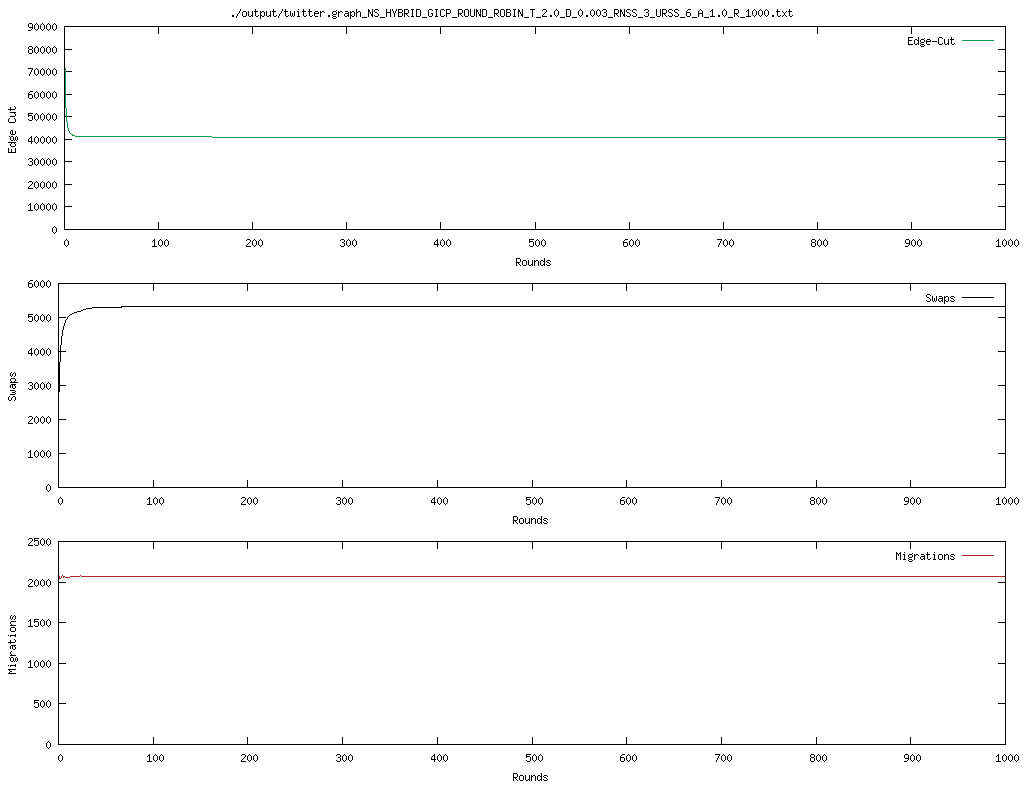 ./output/twitter.graph_NS_HYBRID_GICP_ROUND_ROBIN_T_2.0_D_0.003_RNSS_3_URSS_6_A_1.0_R_1000.txt
90000
80000
70000
60000
50000
40000
30000
20000
10000
0
Edge Cut
Edge-Cut
0 100 200 300 400 500 600 700 800 900 1000
Rounds
6000
5000
4000
3000
2000
1000
0
Swaps
Swaps
0 100 200 300 400 500 600 700 800 900 1000
Rounds
2500
2000
1500
1000
500
0
Migrations
Migrations
0 100 200 300 400 500 600 700 800 900 1000
Rounds